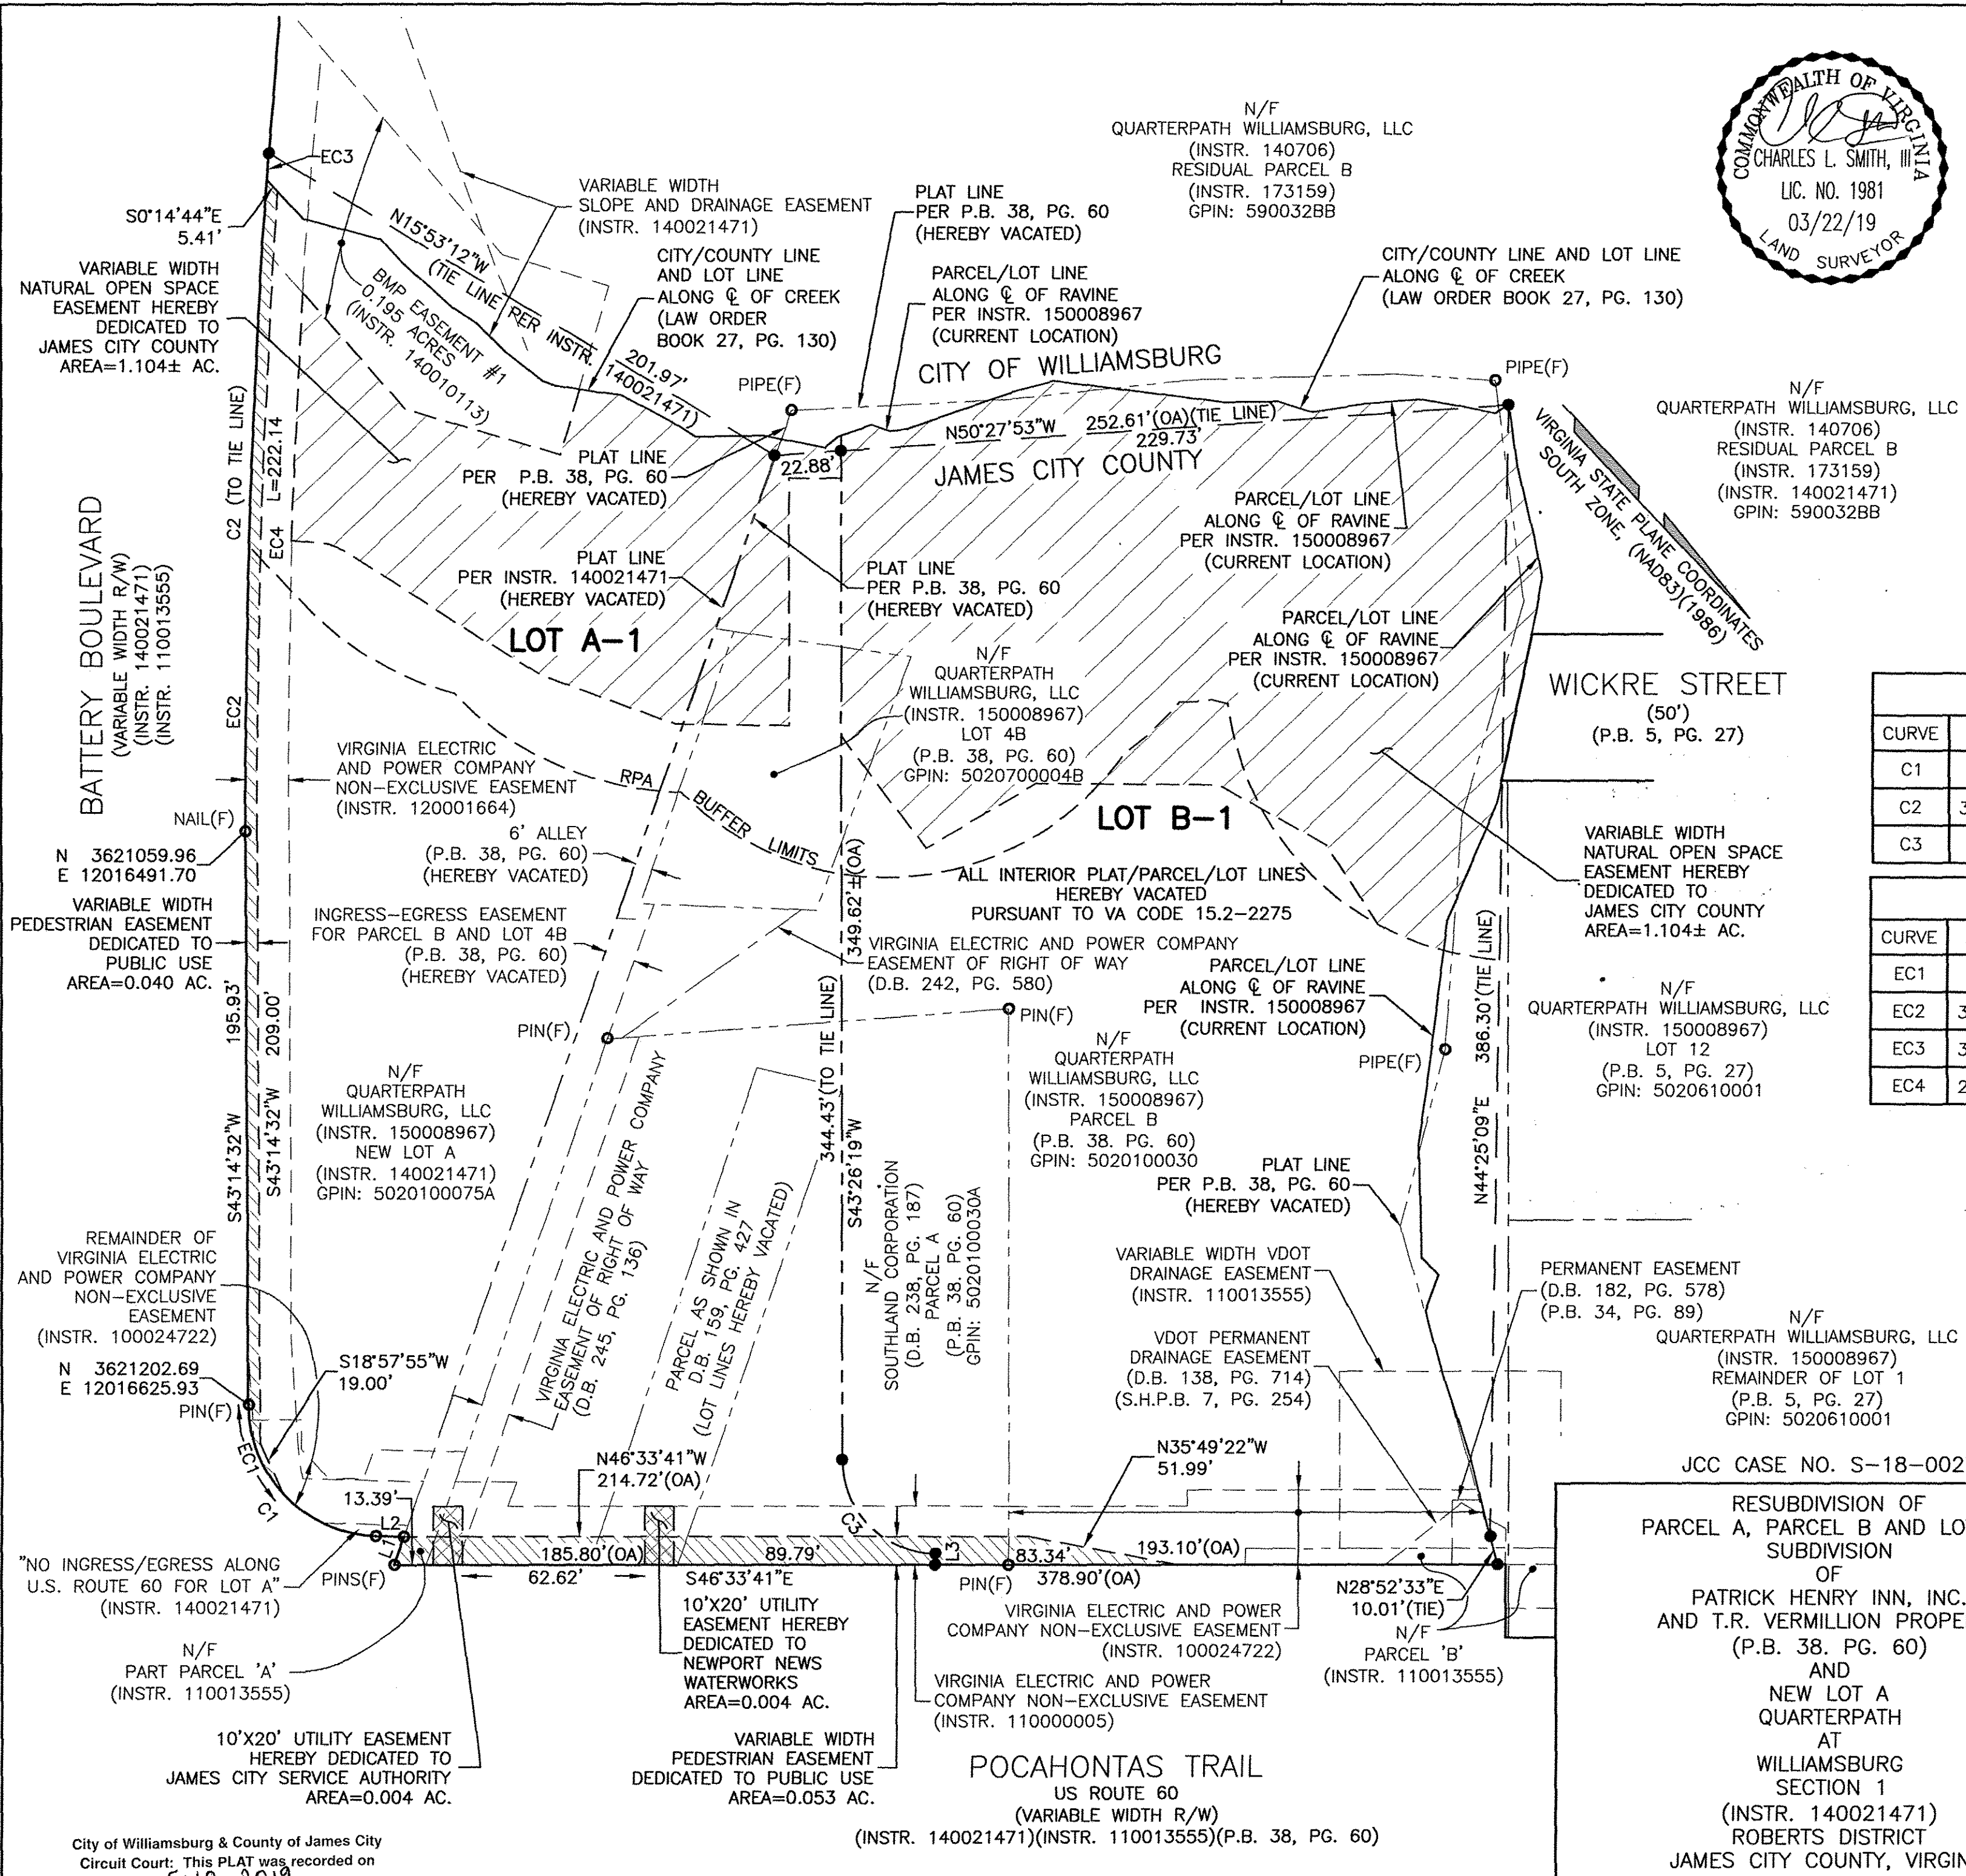 COMMONWEALTH OF VIRGINIA
CHARLES L. SMITH, III
LIC. NO. 1981
03/22/19
LAND SURVEYOR
N/F
QUARTERPATH WILLIAMSBURG, LLC
(INSTR. 140706)
RESIDUAL PARCEL B
(INSTR. 173159)
GPIN: 590032BB
EC3
S0°14'44"E
5.41'
N15°53'12"W
(TIE LINE PER INSTR.
140021471)
201.97'
VARIABLE WIDTH
SLOPE AND DRAINAGE EASEMENT
(INSTR. 140021471)
PLAT LINE
PER P.B. 38, PG. 60
(HEREBY VACATED)
CITY/COUNTY LINE
AND LOT LINE
ALONG ℄ OF CREEK
(LAW ORDER
BOOK 27, PG. 130)
PARCEL/LOT LINE
ALONG ℄ OF RAVINE
PER INSTR. 150008967
(CURRENT LOCATION)
CITY/COUNTY LINE AND LOT LINE
ALONG ℄ OF CREEK
(LAW ORDER BOOK 27, PG. 130)
VARIABLE WIDTH
NATURAL OPEN SPACE
EASEMENT HEREBY
DEDICATED TO
JAMES CITY COUNTY
AREA=1.104± AC.
BMP EASEMENT #1
0.195 ACRES
(INSTR. 140010113)
PIPE(F)
CITY OF WILLIAMSBURG
PIPE(F)
N50°27'53"W
252.61'(OA)(TIE LINE)
229.73'
22.88'
JAMES CITY COUNTY
N/F
QUARTERPATH WILLIAMSBURG, LLC
(INSTR. 140706)
RESIDUAL PARCEL B
(INSTR. 173159)
(INSTR. 140021471)
GPIN: 590032BB
VIRGINIA STATE PLANE COORDINATES
SOUTH ZONE, (NAD83)(1986)
C2 (TO TIE LINE)
L=222.14
EC4
EC2
BATTERY BOULEVARD
(VARIABLE WIDTH R/W)
(INSTR. 140021471)
(INSTR. 110013555)
PLAT LINE
PER P.B. 38, PG. 60
(HEREBY VACATED)
PLAT LINE
PER INSTR. 140021471
(HEREBY VACATED)
PLAT LINE
PER P.B. 38, PG. 60
(HEREBY VACATED)
PARCEL/LOT LINE
ALONG ℄ OF RAVINE
PER INSTR. 150008967
(CURRENT LOCATION)
PARCEL/LOT LINE
ALONG ℄ OF RAVINE
PER INSTR. 150008967
(CURRENT LOCATION)
LOT A-1
N/F
QUARTERPATH
WILLIAMSBURG, LLC
(INSTR. 150008967)
LOT 4B
(P.B. 38, PG. 60)
GPIN: 5020700004B
WICKRE STREET
(50')
(P.B. 5, PG. 27)
CURVE
C1
C2 3
C3
CURVE
EC1
EC2 3
EC3 3
EC4 2
VIRGINIA ELECTRIC
AND POWER COMPANY
NON-EXCLUSIVE EASEMENT
(INSTR. 120001664)
RPA BUFFER LIMITS
LOT B-1
NAIL(F)
N 3621059.96
E 12016491.70
6' ALLEY
(P.B. 38, PG. 60)
(HEREBY VACATED)
349.62'±(OA)
ALL INTERIOR PLAT/PARCEL/LOT LINES
HEREBY VACATED
PURSUANT TO VA CODE 15.2-2275
VARIABLE WIDTH
NATURAL OPEN SPACE
EASEMENT HEREBY
DEDICATED TO
JAMES CITY COUNTY
AREA=1.104± AC.
VARIABLE WIDTH
PEDESTRIAN EASEMENT
DEDICATED TO
PUBLIC USE
AREA=0.040 AC.
INGRESS-EGRESS EASEMENT
FOR PARCEL B AND LOT 4B
(P.B. 38, PG. 60)
(HEREBY VACATED)
VIRGINIA ELECTRIC AND POWER COMPANY
EASEMENT OF RIGHT OF WAY
(D.B. 242, PG. 580)
PARCEL/LOT LINE
ALONG ℄ OF RAVINE
PER INSTR. 150008967
(CURRENT LOCATION)
N44°25'09"E 386.30'(TIE LINE)
N/F
QUARTERPATH WILLIAMSBURG, LLC
(INSTR. 150008967)
LOT 12
(P.B. 5, PG. 27)
GPIN: 5020610001
S43°14'32"W 195.93'
S43°14'32"W 209.00'
PIN(F)
PIN(F)
PIPE(F)
344.43'(TO TIE LINE)
S43°26'19"W
N/F
QUARTERPATH
WILLIAMSBURG, LLC
(INSTR. 150008967)
NEW LOT A
(INSTR. 140021471)
GPIN: 5020100075A
VIRGINIA ELECTRIC AND POWER COMPANY
EASEMENT OF RIGHT OF WAY
(D.B. 245, PG. 136)
PARCEL AS SHOWN IN
D.B. 159, PG. 427
(LOT LINES HEREBY VACATED)
N/F
SOUTHLAND CORPORATION
(D.B. 238, PG. 187)
PARCEL A
(P.B. 38, PG. 60)
GPIN: 5020100030A
N/F
QUARTERPATH
WILLIAMSBURG, LLC
(INSTR. 150008967)
PARCEL B
(P.B. 38. PG. 60)
GPIN: 5020100030
PLAT LINE
PER P.B. 38, PG. 60
(HEREBY VACATED)
REMAINDER OF
VIRGINIA ELECTRIC
AND POWER COMPANY
NON-EXCLUSIVE
EASEMENT
(INSTR. 100024722)
VARIABLE WIDTH VDOT
DRAINAGE EASEMENT
(INSTR. 110013555)
PERMANENT EASEMENT
(D.B. 182, PG. 578)
(P.B. 34, PG. 89)
VDOT PERMANENT
DRAINAGE EASEMENT
(D.B. 138, PG. 714)
(S.H.P.B. 7, PG. 254)
N/F
QUARTERPATH WILLIAMSBURG, LLC
(INSTR. 150008967)
REMAINDER OF LOT 1
(P.B. 5, PG. 27)
GPIN: 5020610001
N 3621202.69
E 12016625.93
PIN(F)
S18°57'55"W
19.00'
EC1
C1
N46°33'41"W
214.72'(OA)
N35°49'22"W
51.99'
13.39'
L2
L1
C3
L3
185.80'(OA)
89.79'
83.34'
193.10'(OA)
PINS(F)
62.62'
S46°33'41"E
PIN(F)
378.90'(OA)
N28°52'33"E
10.01'(TIE)
"NO INGRESS/EGRESS ALONG
U.S. ROUTE 60 FOR LOT A"
(INSTR. 140021471)
10'X20' UTILITY
EASEMENT HEREBY
DEDICATED TO
NEWPORT NEWS
WATERWORKS
AREA=0.004 AC.
VIRGINIA ELECTRIC AND POWER
COMPANY NON-EXCLUSIVE EASEMENT
(INSTR. 100024722)
N/F
PARCEL 'B'
(INSTR. 110013555)
N/F
PART PARCEL 'A'
(INSTR. 110013555)
VIRGINIA ELECTRIC AND POWER
COMPANY NON-EXCLUSIVE EASEMENT
(INSTR. 110000005)
10'X20' UTILITY EASEMENT
HEREBY DEDICATED TO
JAMES CITY SERVICE AUTHORITY
AREA=0.004 AC.
VARIABLE WIDTH
PEDESTRIAN EASEMENT
DEDICATED TO PUBLIC USE
AREA=0.053 AC.
POCAHONTAS TRAIL
US ROUTE 60
(VARIABLE WIDTH R/W)
(INSTR. 140021471)(INSTR. 110013555)(P.B. 38, PG. 60)
JCC CASE NO. S-18-002
RESUBDIVISION OF
PARCEL A, PARCEL B AND LO
SUBDIVISION
OF
PATRICK HENRY INN, INC.
AND T.R. VERMILLION PROPE
(P.B. 38. PG. 60)
AND
NEW LOT A
QUARTERPATH
AT
WILLIAMSBURG
SECTION 1
(INSTR. 140021471)
ROBERTS DISTRICT
JAMES CITY COUNTY, VIRGIN
City of Williamsburg & County of James City
Circuit Court: This PLAT was recorded on